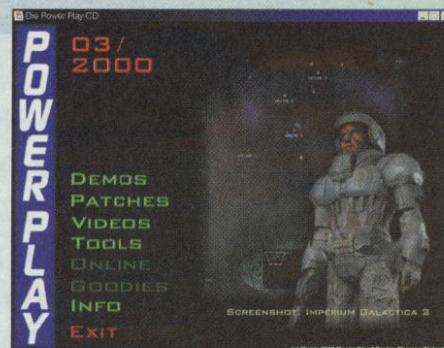 Die Power Play CD
POWER PLAY
03/
2000
DEMOS
PATCHES
VIDEOS
TOOLS
ONLINE
GOODIES
INFO
EXIT
SCREENSHOT: IMPERIUM GALACTICA 2